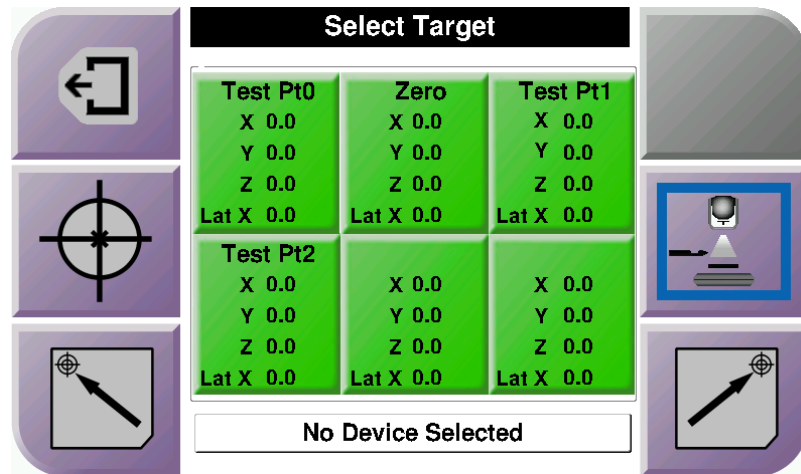 Select Target
Test Pt0 Zero Test Pt1
X 0.0 X 0.0 X 0.0
Y 0.0 Y 0.0 Y 0.0
Z 0.0 Z 0.0 Z 0.0
Lat X 0.0 Lat X 0.0 Lat X 0.0
Test Pt2
X 0.0 X 0.0 X 0.0
Y 0.0 Y 0.0 Y 0.0
Z 0.0 Z 0.0 Z 0.0
Lat X 0.0 Lat X 0.0 Lat X 0.0
No Device Selected